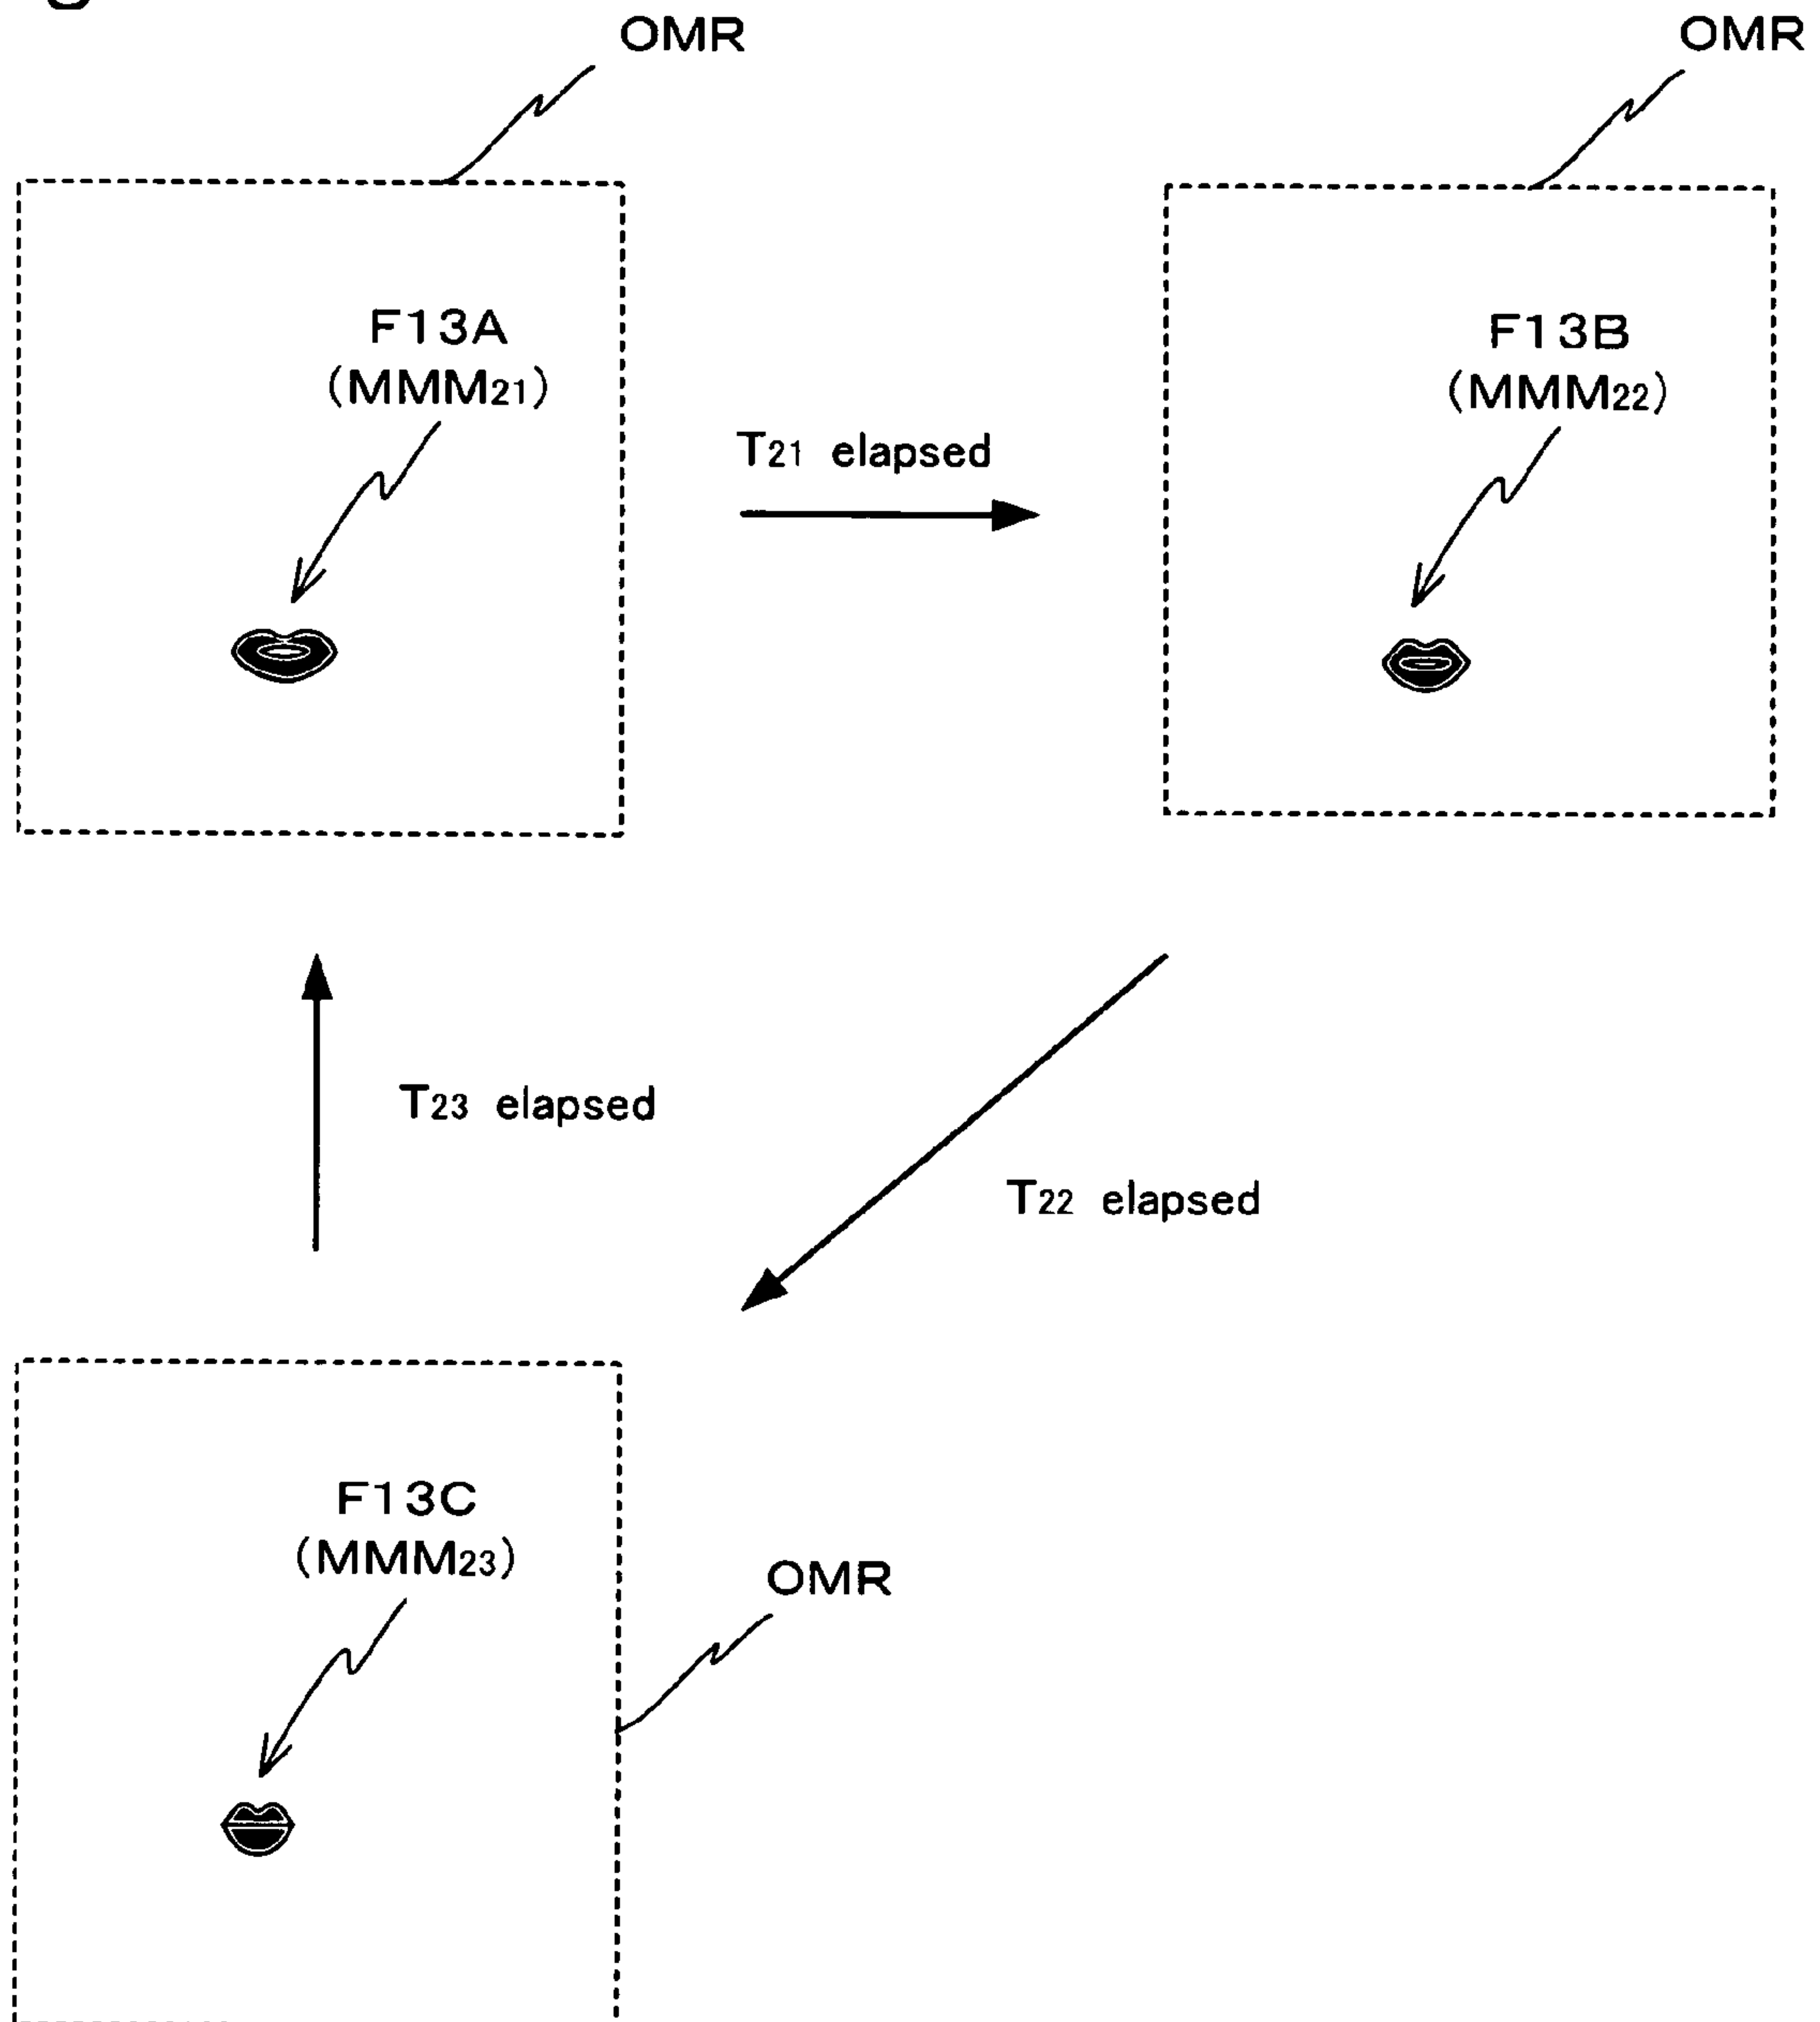 OMR
OMR
F13A
(MMM21)
F13B
(MMM22)
T21 elapsed
T23 elapsed
T22 elapsed
F13C
(MMM23)
OMR